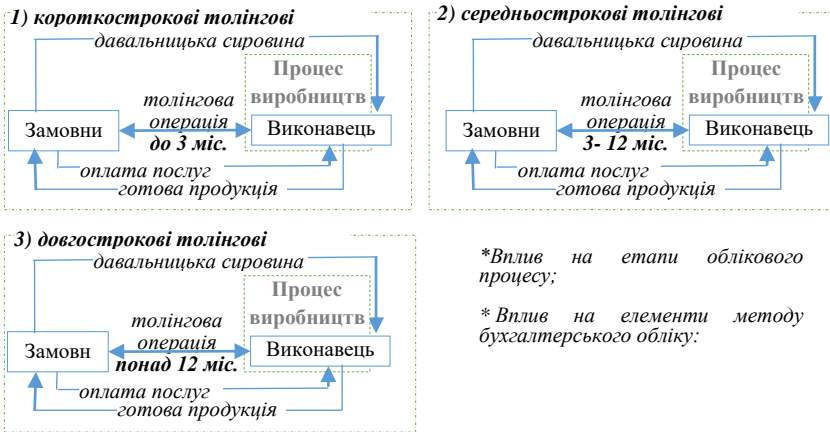 1) короткострокові толінгові
давальницька сировина
Процес
виробництв
толінгова
операція
до 3 міс.
Замовни
Виконавець
оплата послуг
готова продукція
2) середньострокові толінгові
давальницька сировина
Процес
виробництв
толінгова
операція
3- 12 міс.
Замовни
Виконавець
оплата послуг
готова продукція
3) довгострокові толінгові
давальницька сировина
Процес
виробництв
толінгова
операція
понад 12 міс.
Замовн
Виконавець
оплата послуг
готова продукція
*Вплив на етапи облікового
процесу;
* Вплив на елементи методу
бухгалтерського обліку: